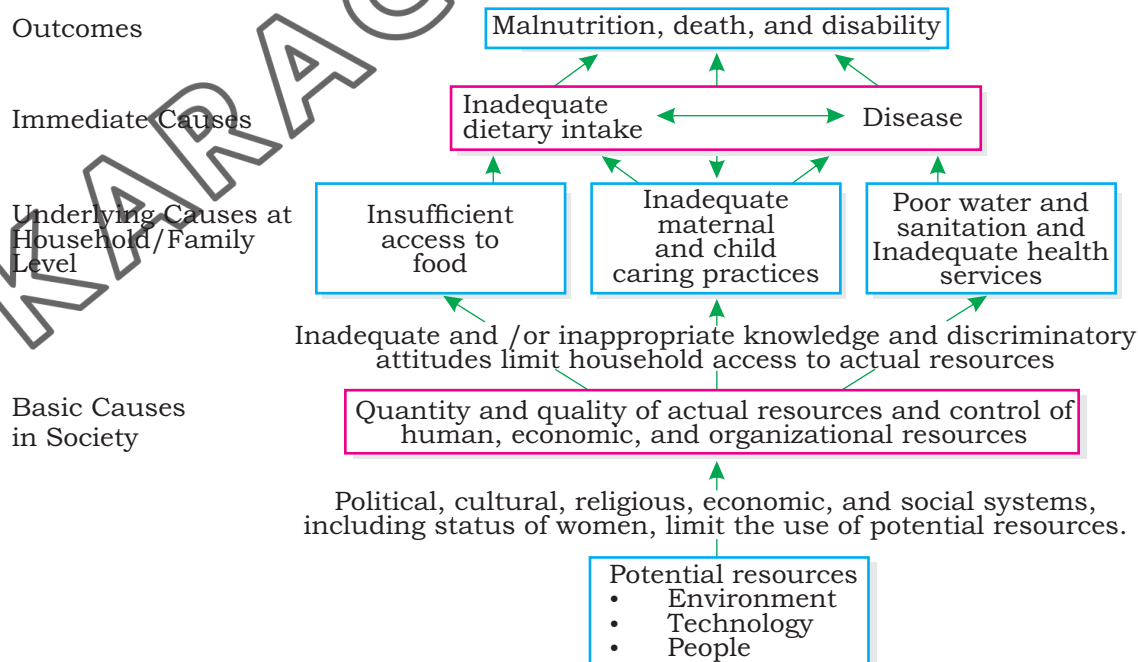 Outcomes
Malnutrition, death, and disability
Immediate Causes
Inadequate
dietary intake
Disease
Underlying Causes at
Household/Family
Level
Insufficient
access to
food
Inadequate
maternal
and child
caring practices
Poor water and
sanitation and
Inadequate health
services
Inadequate and /or inappropriate knowledge and discriminatory
attitudes limit household access to actual resources
Basic Causes
in Society
Quantity and quality of actual resources and control of
human, economic, and organizational resources
Political, cultural, religious, economic, and social systems,
including status of women, limit the use of potential resources.
Potential resources
• Environment
• Technology
• People
KARAC